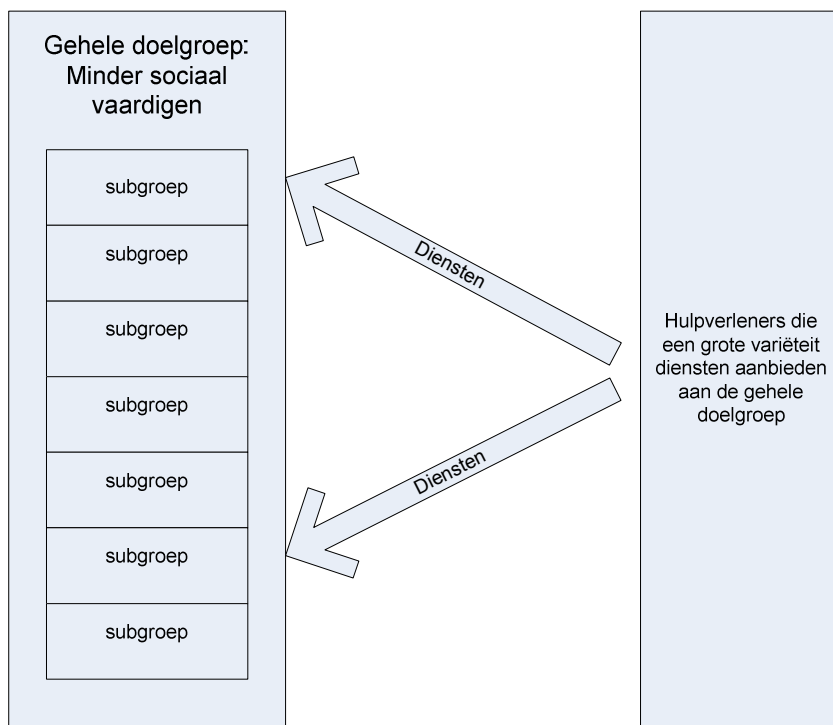 Gehele doelgroep:
Minder sociaal
vaardigen
subgroep
subgroep
subgroep
subgroep
subgroep
subgroep
subgroep
Diensten
Diensten
Hulpverleners die
een grote variëteit
diensten aanbieden
aan de gehele
doelgroep